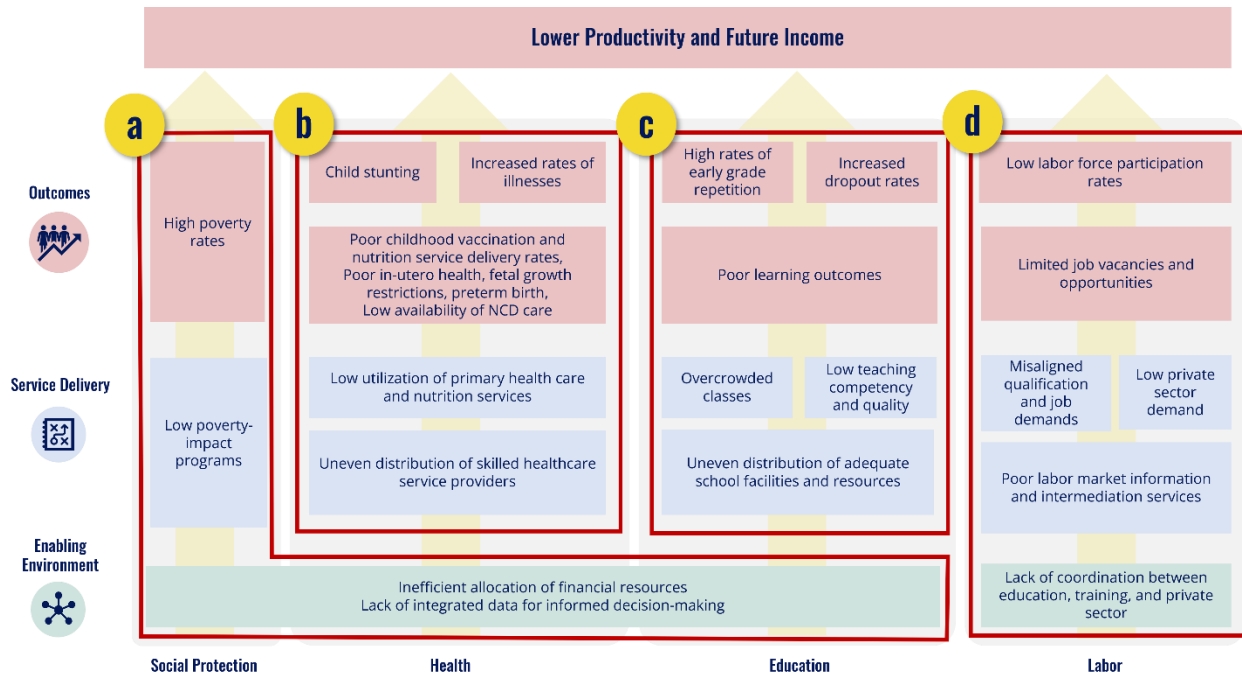 Lower Productivity and Future Income
a
b
c
d
Outcomes
High poverty
rates
Child stunting
Increased rates of
illnesses
Poor childhood vaccination and
nutrition service delivery rates,
Poor in-utero health, fetal growth
restrictions, preterm birth,
Low availability of NCD care
High rates of
early grade
repetition
Increased
dropout rates
Poor learning outcomes
Low labor force participation
rates
Limited job vacancies and
opportunities
Service Delivery
Low poverty-
impact
programs
Low utilization of primary health care
and nutrition services
Uneven distribution of skilled healthcare
service providers
Overcrowded
classes
Low teaching
competency
and quality
Uneven distribution of adequate
school facilities and resources
Misaligned
qualification
and job
demands
Low private
sector
demand
Poor labor market information
and intermediation services
Enabling
Environment
Inefficient allocation of financial resources
Lack of integrated data for informed decision-making
Lack of coordination between
education, training, and private
sector
Social Protection
Health
Education
Labor